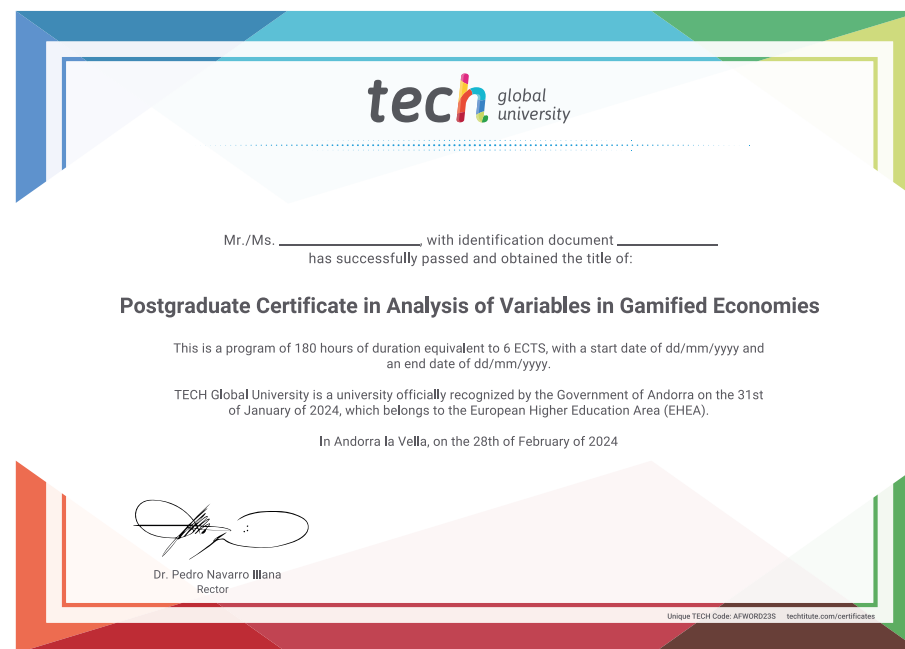 tech global university
Mr./Ms. ____________, with identification document ____________
has successfully passed and obtained the title of:
Postgraduate Certificate in Analysis of Variables in Gamified Economies
This is a program of 180 hours of duration equivalent to 6 ECTS, with a start date of dd/mm/yyyy and
an end date of dd/mm/yyyy.
TECH Global University is a university officially recognized by the Government of Andorra on the 31st
of January of 2024, which belongs to the European Higher Education Area (EHEA).
In Andorra la Vella, on the 28th of February of 2024
Dr. Pedro Navarro Illana
Rector
Unique TECH Code: AFWORD23S techtitute.com/certificates